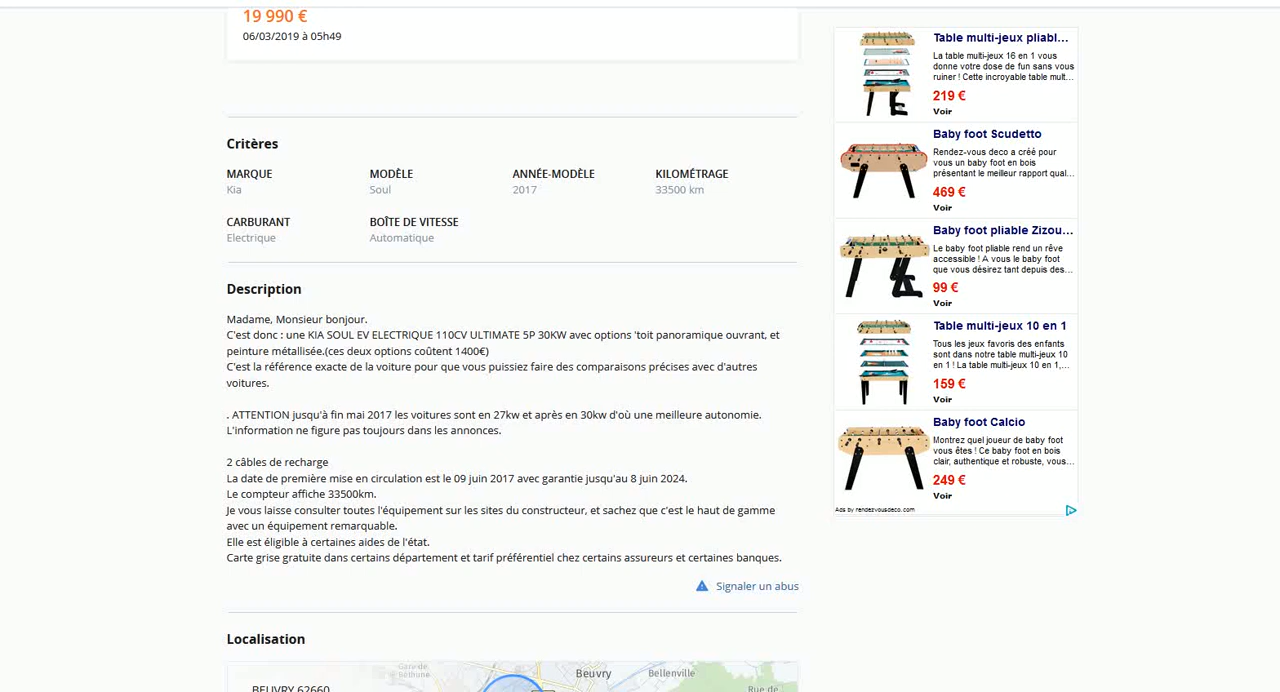 19 990 €
06/03/2019 à 05h49
Critères
MARQUE
Kia
MODÈLE
Soul
ANNÉE-MODÈLE
2017
KILOMÉTRAGE
33500 km
CARBURANT
Electrique
BOÎTE DE VITESSE
Automatique
Description
Madame, Monsieur bonjour.
C'est donc : une KIA SOUL EV ELECTRIQUE 110CV ULTIMATE 5P 30KW avec options 'toit panoramique ouvrant, et
peinture métallisée.(ces deux options coûtent 1400€)
C'est la référence exacte de la voiture pour que vous puissiez faire des comparaisons précises avec d'autres
voitures.
. ATTENTION jusqu'à fin mai 2017 les voitures sont en 27kw et après en 30kw d'où une meilleure autonomie.
L'information ne figure pas toujours dans les annonces.
2 câbles de recharge
La date de première mise en circulation est le 09 juin 2017 avec garantie jusqu'au 8 juin 2024.
Le compteur affiche 33500km.
Je vous laisse consulter toutes l'équipement sur les sites du constructeur, et sachez que c'est le haut de gamme
avec un équipement remarquable.
Elle est éligible à certaines aides de l'état.
Carte grise gratuite dans certains département et tarif préférentiel chez certains assureurs et certaines banques.
Signaler un abus
Localisation
BEUVRY 62660
Gare de
Béthune
Beuvry
Bellenville
Rue de
Table multi-jeux pliabl...
La table multi-jeux 16 en 1 vous
donne votre dose de fun sans vous
ruiner ! Cette incroyable table mult...
219 €
Voir
Baby foot Scudetto
Rendez-vous deco a créé pour
vous un baby foot en bois
présentant le meilleur rapport qual...
469 €
Voir
Baby foot pliable Zizou...
Le baby foot pliable rend un rêve
accessible ! A vous le baby foot
que vous désirez tant depuis des...
99 €
Voir
Table multi-jeux 10 en 1
Tous les jeux favoris des enfants
sont dans notre table multi-jeux 10
en 1 ! La table multi-jeux 10 en 1,...
159 €
Voir
Baby foot Calcio
Montrez quel joueur de baby foot
vous êtes ! Ce baby foot en bois
clair, authentique et robuste, vous...
249 €
Voir
Ads by rendezvousdeco.com